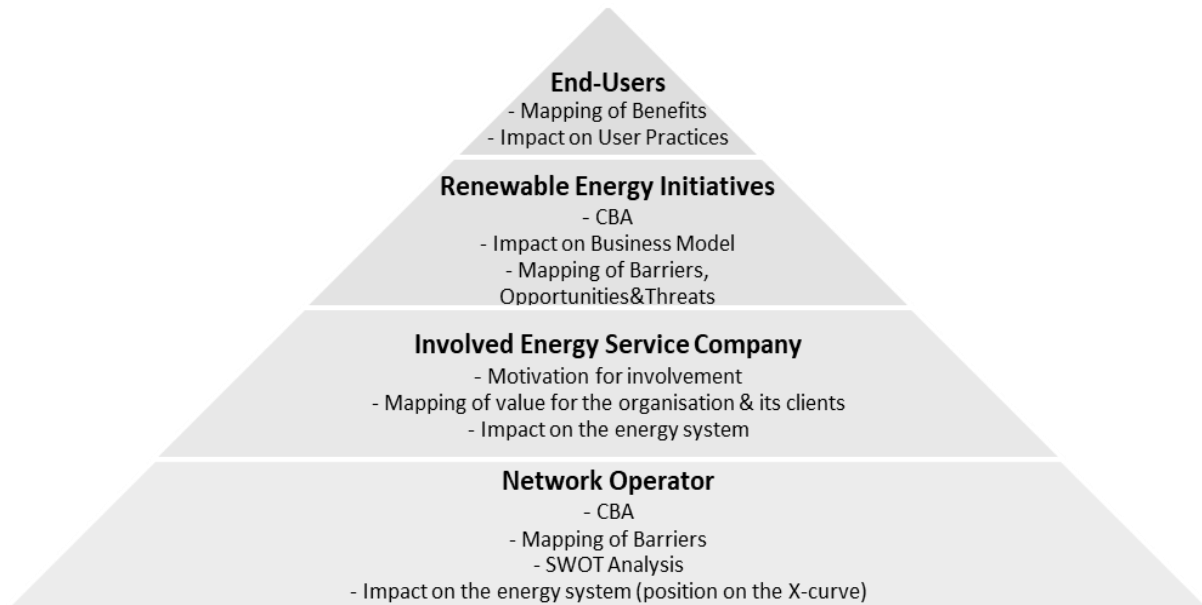 End-Users
- Mapping of Benefits
- Impact on User Practices
Renewable Energy Initiatives
- CBA
- Impact on Business Model
- Mapping of Barriers,
Opportunities&Threats
Involved Energy Service Company
- Motivation for involvement
- Mapping of value for the organisation & its clients
- Impact on the energy system
Network Operator
- CBA
- Mapping of Barriers
- SWOT Analysis
- Impact on the energy system (position on the X-curve)